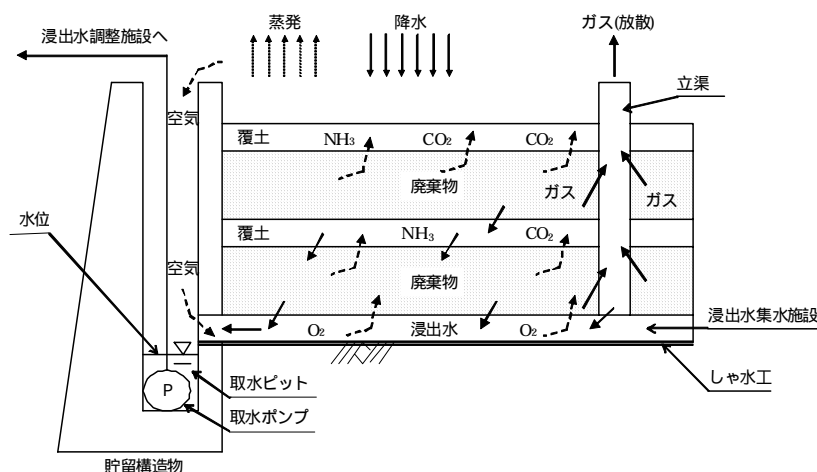 蒸発
降水
ガス(放散)
浸出水調整施設へ
立渠
空気
覆土
NH₃
CO₂
CO₂
廃棄物
ガス
ガス
水位
覆土
NH₃
CO₂
空気
廃棄物
O₂
浸出水
O₂
浸出水集水施設
しゃ水工
取水ピット
P
取水ポンプ
貯留構造物